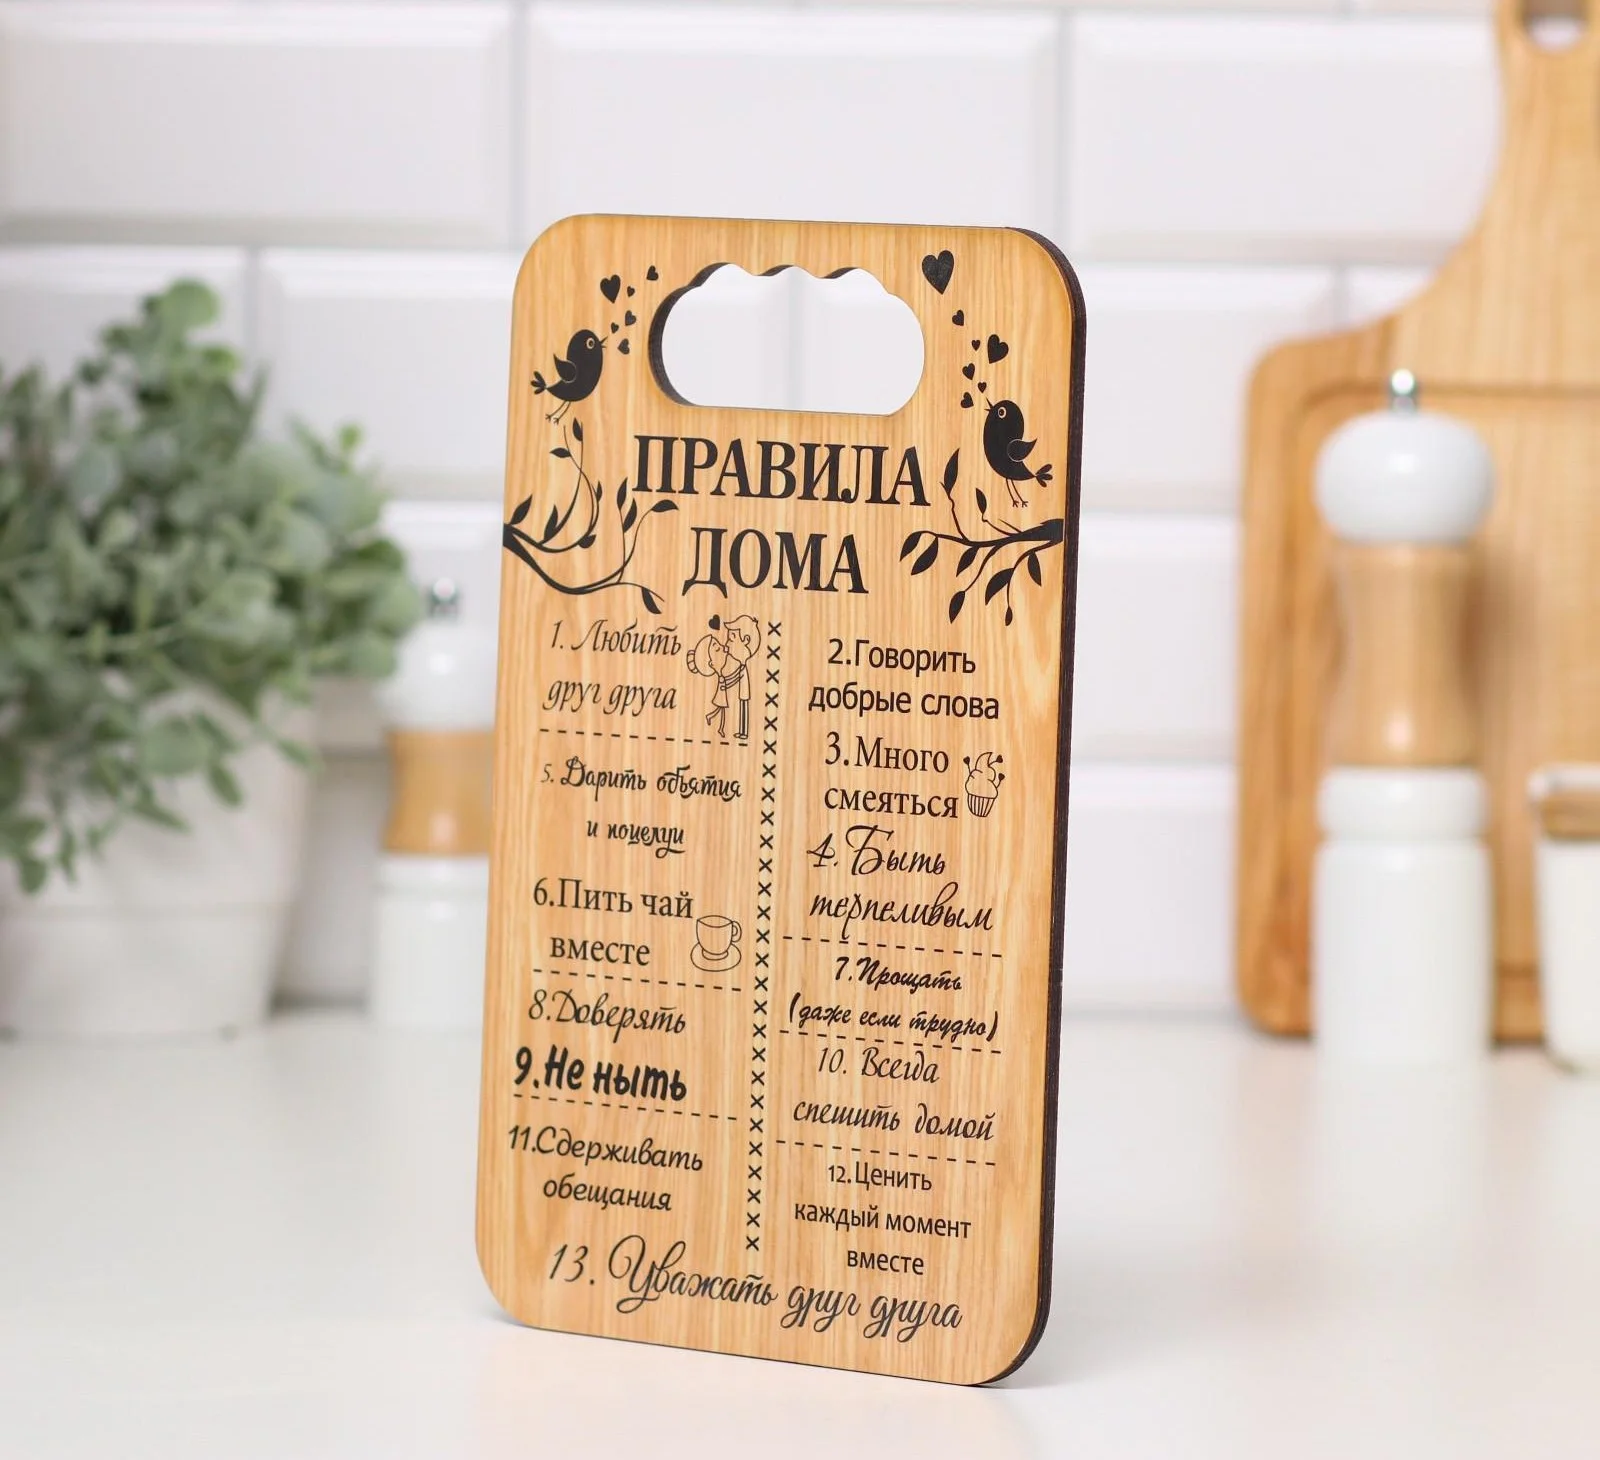 ПРАВИЛА
ДОМА
1. Любить
друг друга
2.Говорить
добрые слова
3.Много
смеяться
4. Быть
терпеливым
5. Дарить объятия
и поцелуи
6.Пить чай
вместе
7.Прощать
(даже если трудно)
8.Доверять
9.Не ныть
10. Всегда
спешить домой
11.Сдерживать
обещания
12.Ценить
каждый момент
вместе
13. Уважать друг друга